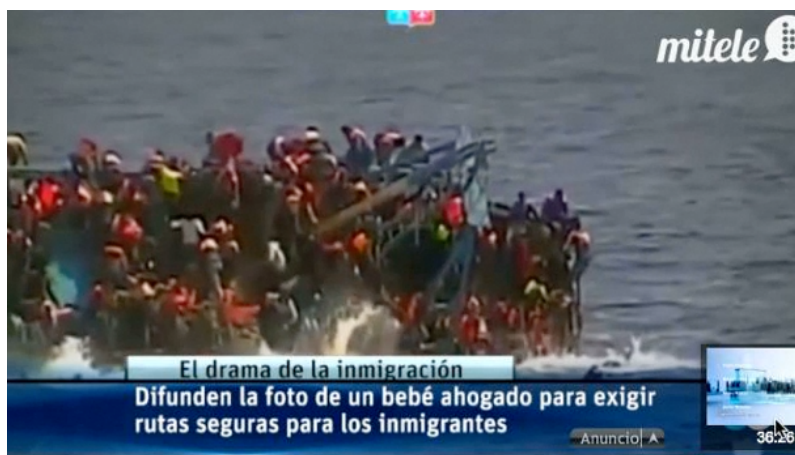 mitele
El drama de la inmigración
Difunden la foto de un bebé ahogado para exigir
rutas seguras para los inmigrantes
Anuncio
36:26